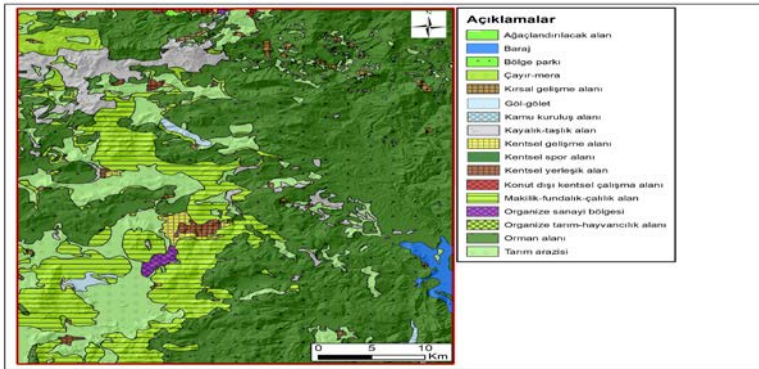 Açıklamalar
Ağaçlandırılacak alan
Baraj
Bölge parkı
Çayır-mera
Kırsal gelişme alanı
Göl-gölet
Kamu kuruluş alanı
Kayalık-taşlık alan
Kentsel gelişme alanı
Kentsel spor alanı
Kentsel yerleşik alan
Konut dışı kentsel çalışma alanı
Makilik-fundalık-çalılık alan
Organize sanayi bölgesi
Organize tarım-hayvancılık alanı
Orman alanı
Tarım arazisi
0 5 10
Km